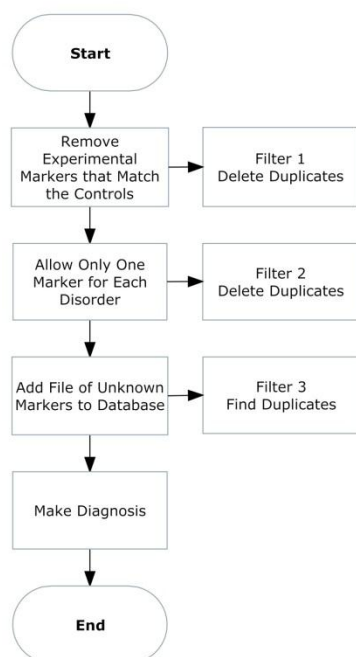 Start
Remove
Experimental
Markers that Match
the Controls
Filter 1
Delete Duplicates
Allow Only One
Marker for Each
Disorder
Filter 2
Delete Duplicates
Add File of Unknown
Markers to Database
Filter 3
Find Duplicates
Make Diagnosis
End